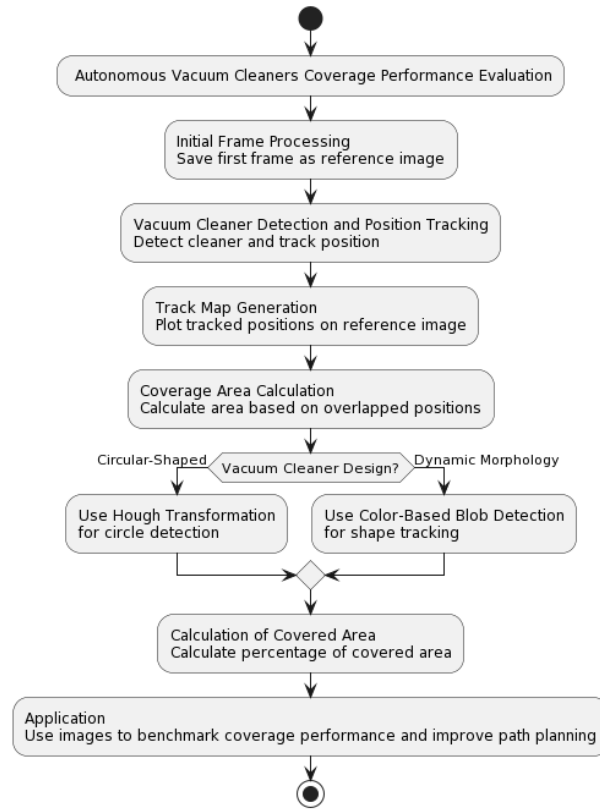 Autonomous Vacuum Cleaners Coverage Performance Evaluation
Initial Frame Processing
Save first frame as reference image
Vacuum Cleaner Detection and Position Tracking
Detect cleaner and track position
Track Map Generation
Plot tracked positions on reference image
Coverage Area Calculation
Calculate area based on overlapped positions
Circular-Shaped
Vacuum Cleaner Design?
Dynamic Morphology
Use Hough Transformation
for circle detection
Use Color-Based Blob Detection
for shape tracking
Calculation of Covered Area
Calculate percentage of covered area
Application
Use images to benchmark coverage performance and improve path planning